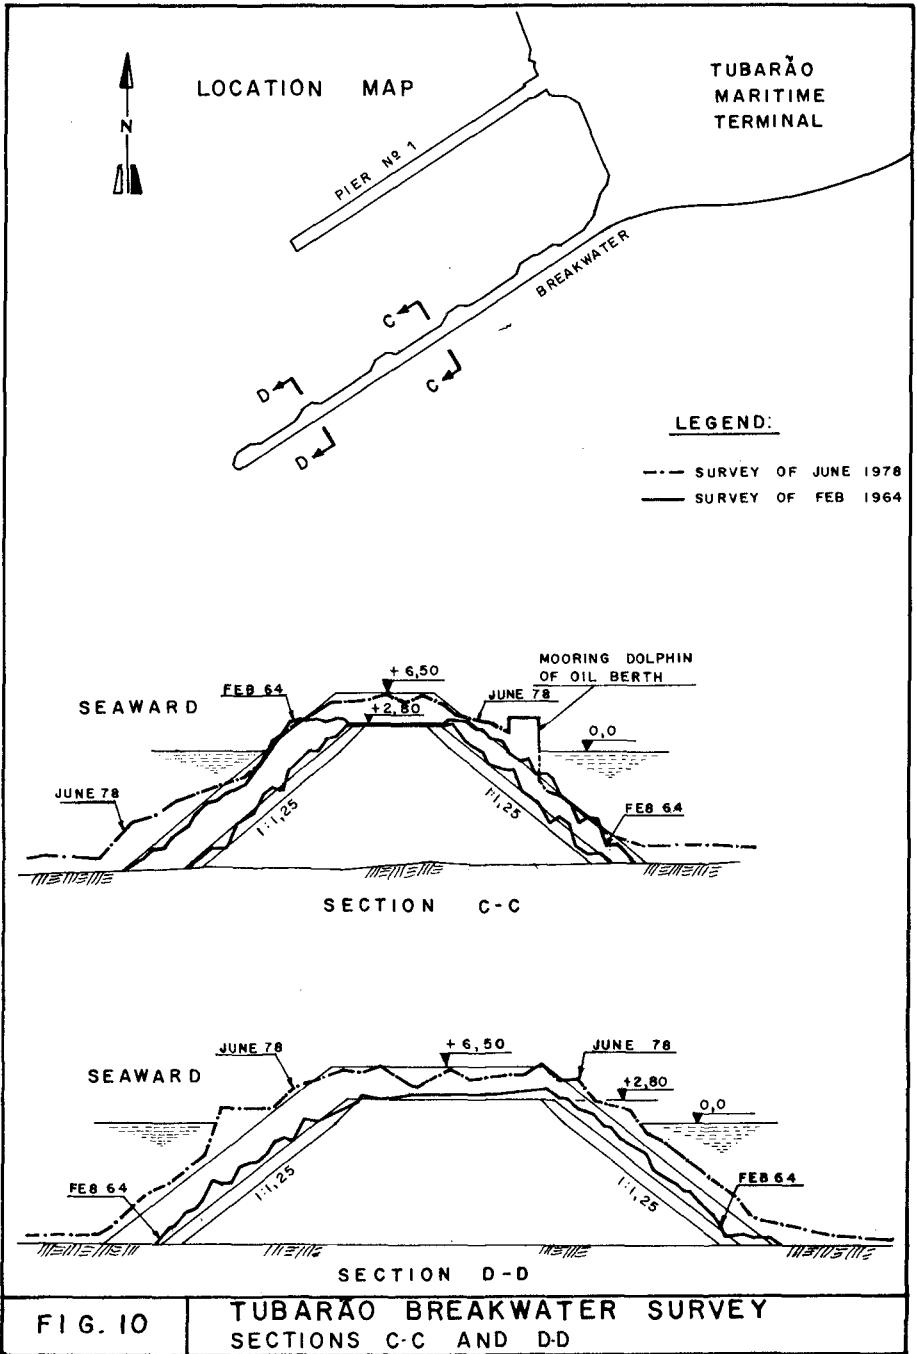 LOCATION MAP
TUBARÃO
MARITIME
TERMINAL
N
PIER Nº 1
BREAKWATER
C
C
D
D
LEGEND:
SURVEY OF JUNE 1978
SURVEY OF FEB 1964
MOORING DOLPHIN
OF OIL BERTH
+ 6,50
FEB 64
JUNE 78
SEAWARD
+2,80
0,0
JUNE 78
1:1,25
1:1,25
FEB 64
SECTION C-C
JUNE 78
+ 6,50
JUNE 78
SEAWARD
+2,80
0,0
FEB 64
1:1,25
1:1,25
FEB 64
SECTION D-D
FIG. 10
TUBARÃO BREAKWATER SURVEY
SECTIONS C-C AND D-D